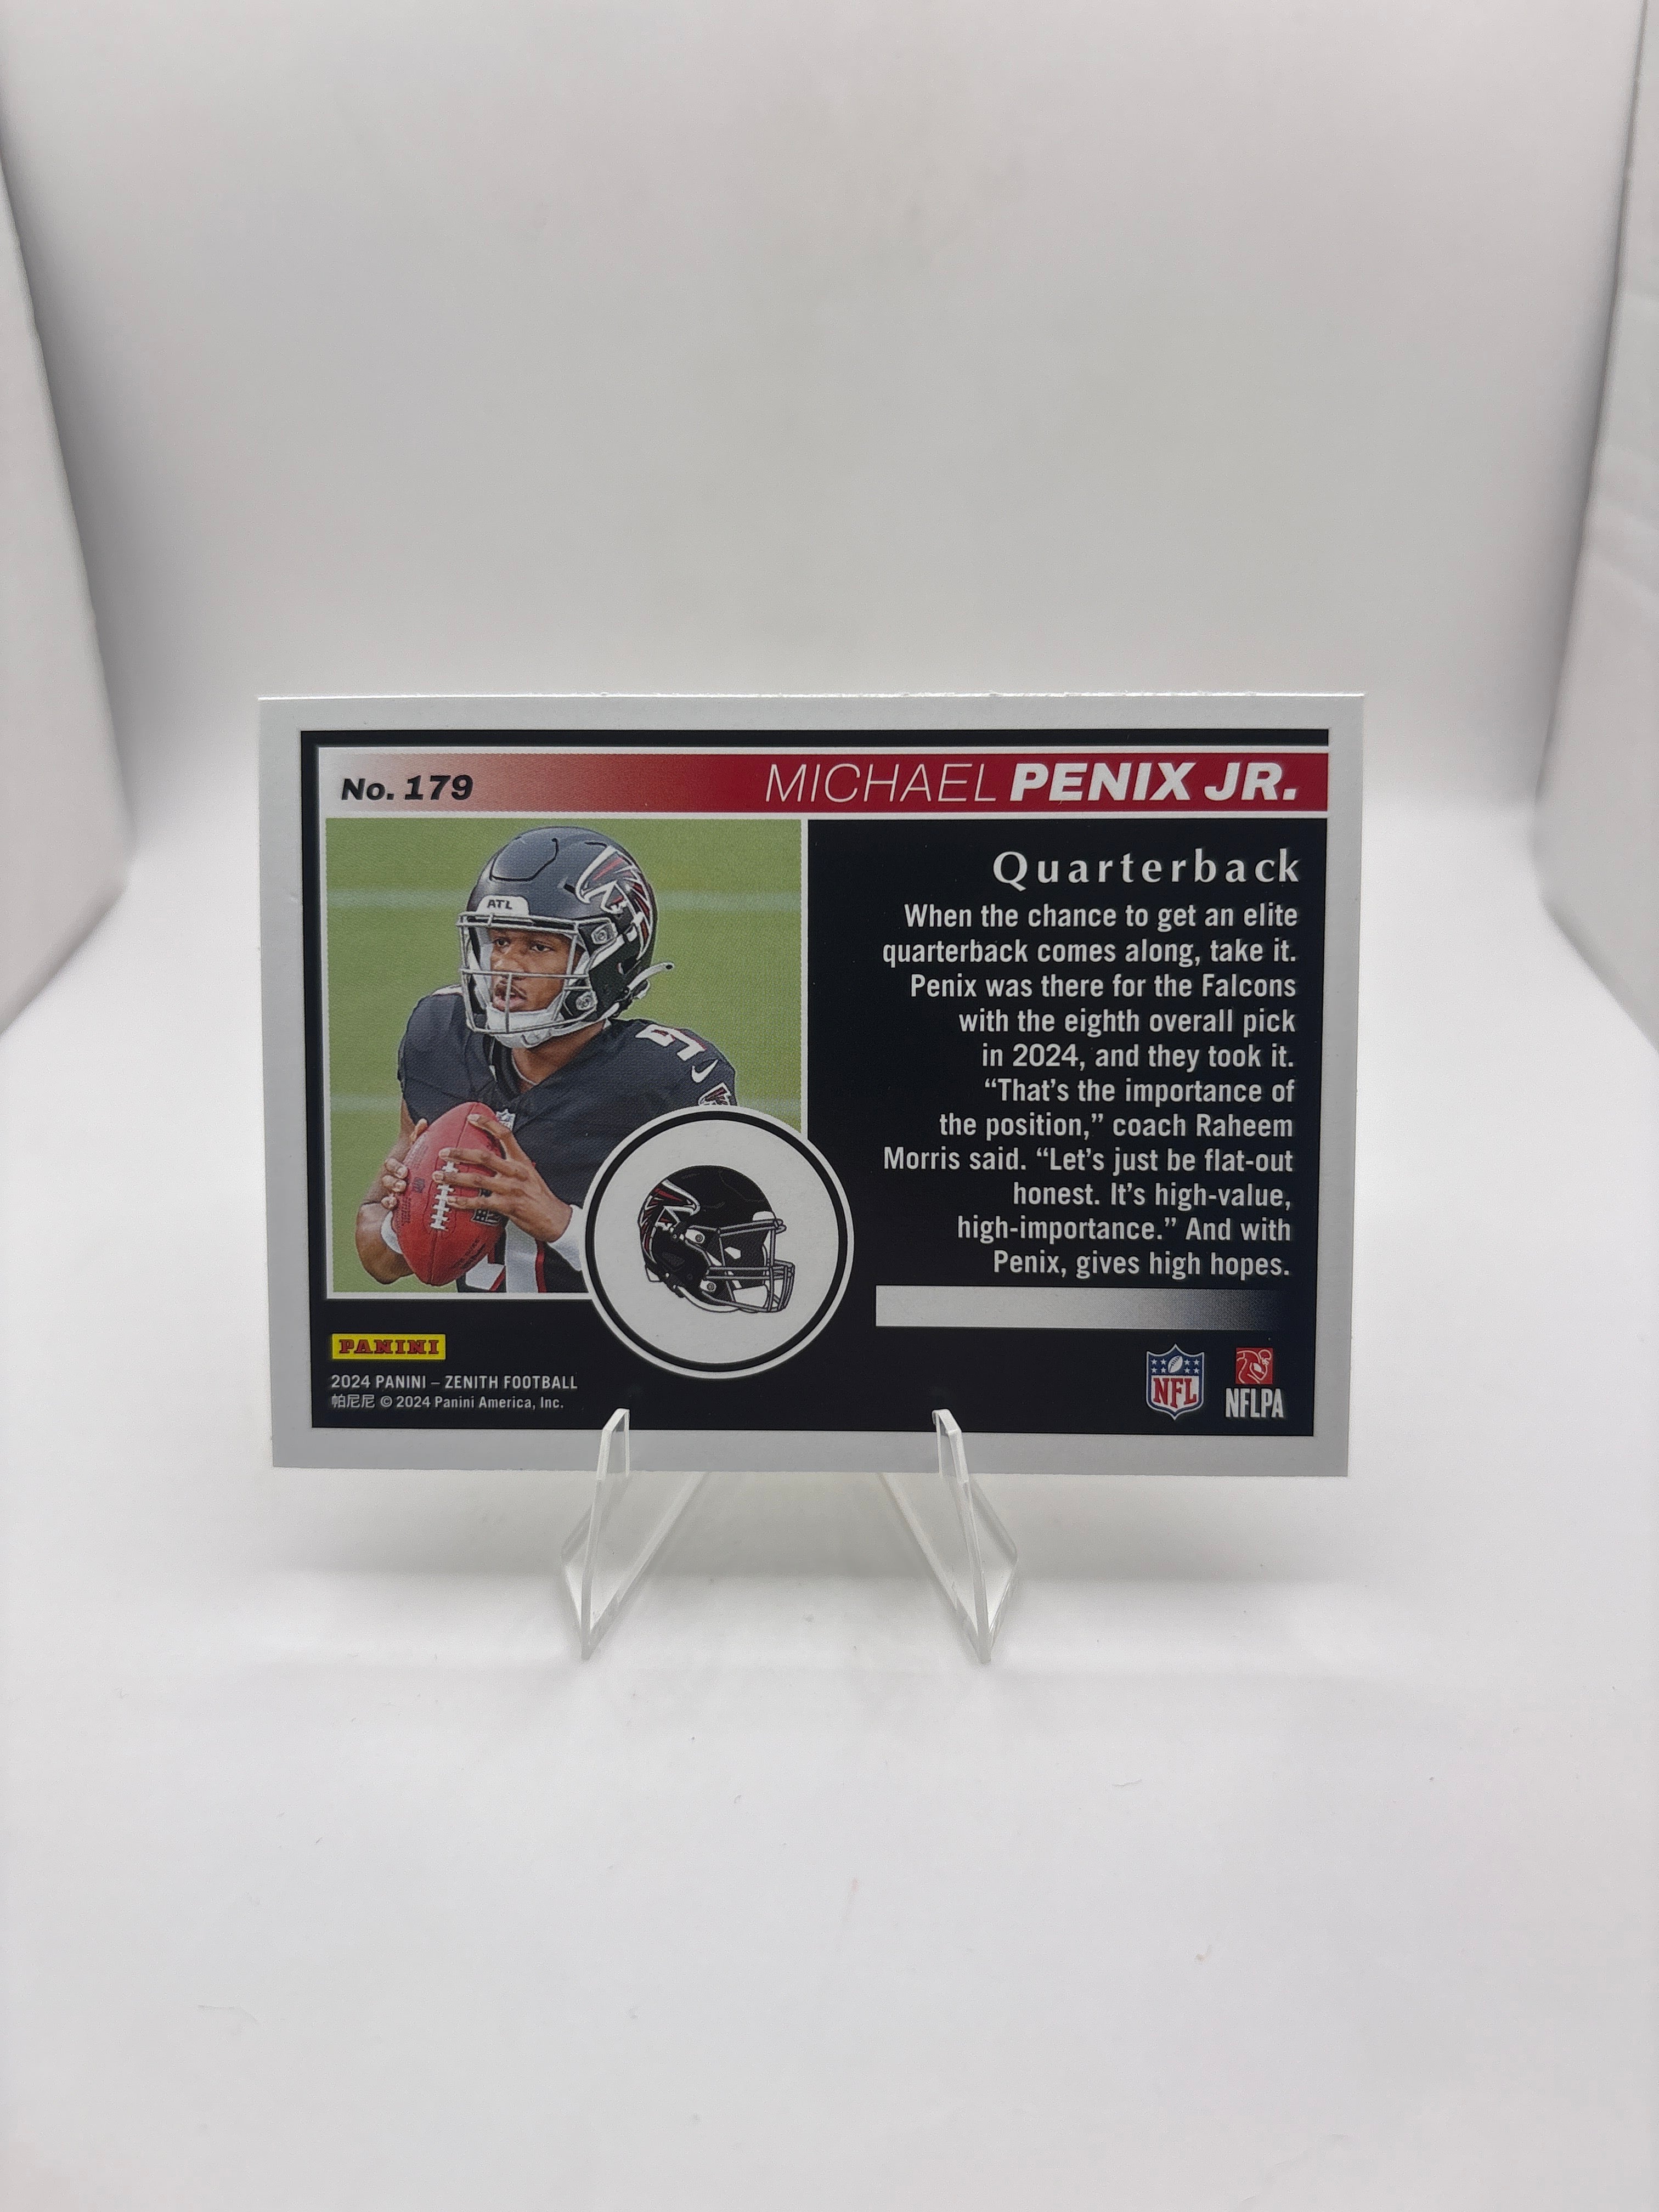 No. 179
MICHAEL PENIX JR.
Quarterback
When the chance to get an elite
quarterback comes along, take it.
Penix was there for the Falcons
with the eighth overall pick
in 2024, and they took it.
“That’s the importance of
the position,” coach Raheem
Morris said. “Let’s just be flat-out
honest. It’s high-value,
high-importance.” And with
Penix, gives high hopes.
ATL
9
PANINI
2024 PANINI – ZENITH FOOTBALL
帕尼尼 © 2024 Panini America, Inc.
NFL
NFLPA